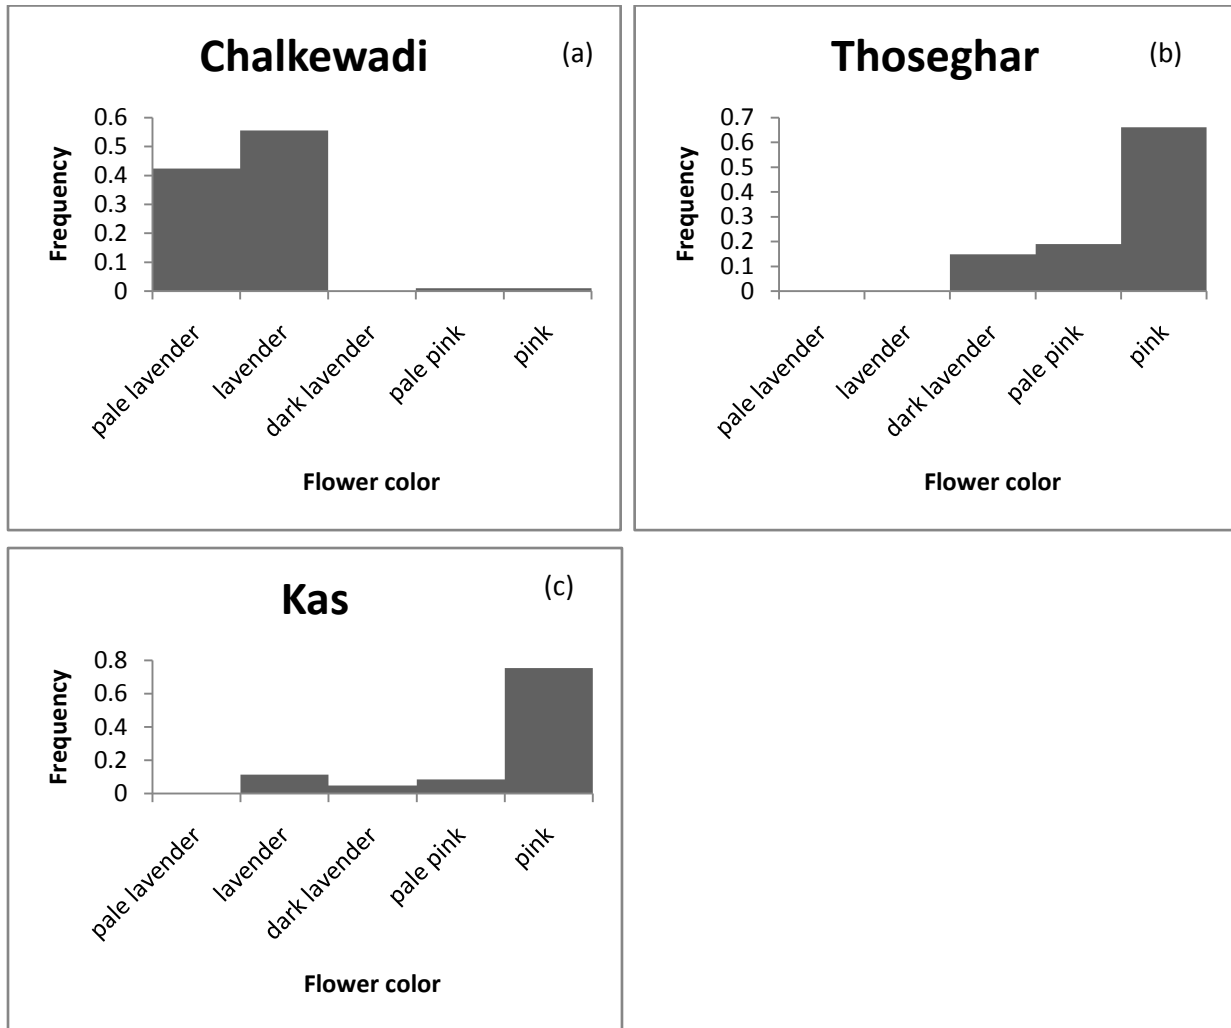 Chalkewadi
(a)
Frequency
0.6
0.5
0.4
0.3
0.2
0.1
0
pale lavender
lavender
dark lavender
pale pink
pink
Flower color
Thoseghar
(b)
Frequency
0.7
0.6
0.5
0.4
0.3
0.2
0.1
0
pale lavender
lavender
dark lavender
pale pink
pink
Flower color
Kas
(c)
Frequency
0.8
0.6
0.4
0.2
0
pale lavender
lavender
dark lavender
pale pink
pink
Flower color